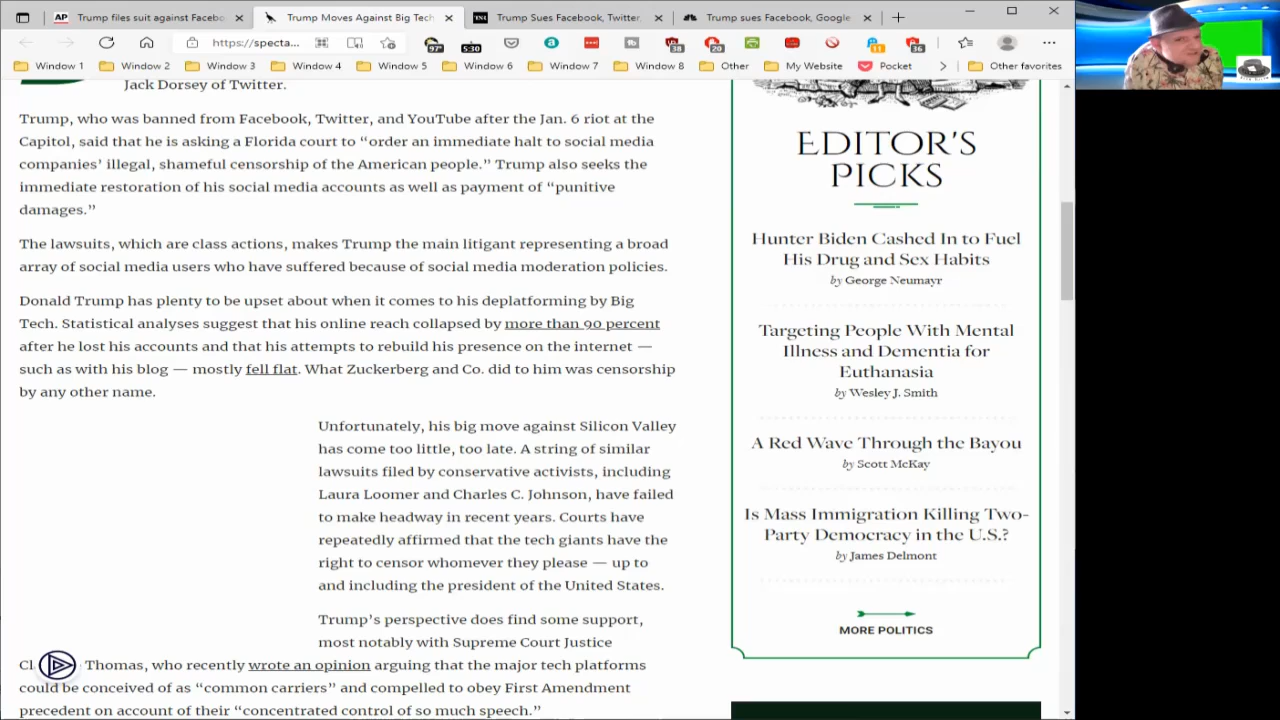 AP Trump files suit against Facebo
Trump Moves Against Big Tech
Trump Sues Facebook, Twitter,
Trump sues Facebook, Google
https://specta...
97°
5:30
38
20
11
36
Window 1
Window 2
Window 3
Window 4
Window 5
Window 6
Window 7
Window 8
Other
My Website
Pocket
Other favorites
Jack Dorsey of Twitter.
Trump, who was banned from Facebook, Twitter, and YouTube after the Jan. 6 riot at the
Capitol, said that he is asking a Florida court to “order an immediate halt to social media
companies’ illegal, shameful censorship of the American people.” Trump also seeks the
immediate restoration of his social media accounts as well as payment of “punitive
damages.”
The lawsuits, which are class actions, makes Trump the main litigant representing a broad
array of social media users who have suffered because of social media moderation policies.
Donald Trump has plenty to be upset about when it comes to his deplatforming by Big
Tech. Statistical analyses suggest that his online reach collapsed by more than 90 percent
after he lost his accounts and that his attempts to rebuild his presence on the internet —
such as with his blog — mostly fell flat. What Zuckerberg and Co. did to him was censorship
by any other name.
Unfortunately, his big move against Silicon Valley
has come too little, too late. A string of similar
lawsuits filed by conservative activists, including
Laura Loomer and Charles C. Johnson, have failed
to make headway in recent years. Courts have
repeatedly affirmed that the tech giants have the
right to censor whomever they please — up to
and including the president of the United States.
Trump’s perspective does find some support,
most notably with Supreme Court Justice
Cl Thomas, who recently wrote an opinion arguing that the major tech platforms
could be conceived of as “common carriers” and compelled to obey First Amendment
precedent on account of their “concentrated control of so much speech.”
EDITOR'S
PICKS
Hunter Biden Cashed In to Fuel
His Drug and Sex Habits
by George Neumayr
Targeting People With Mental
Illness and Dementia for
Euthanasia
by Wesley J. Smith
A Red Wave Through the Bayou
by Scott McKay
Is Mass Immigration Killing Two-
Party Democracy in the U.S.?
by James Delmont
MORE POLITICS